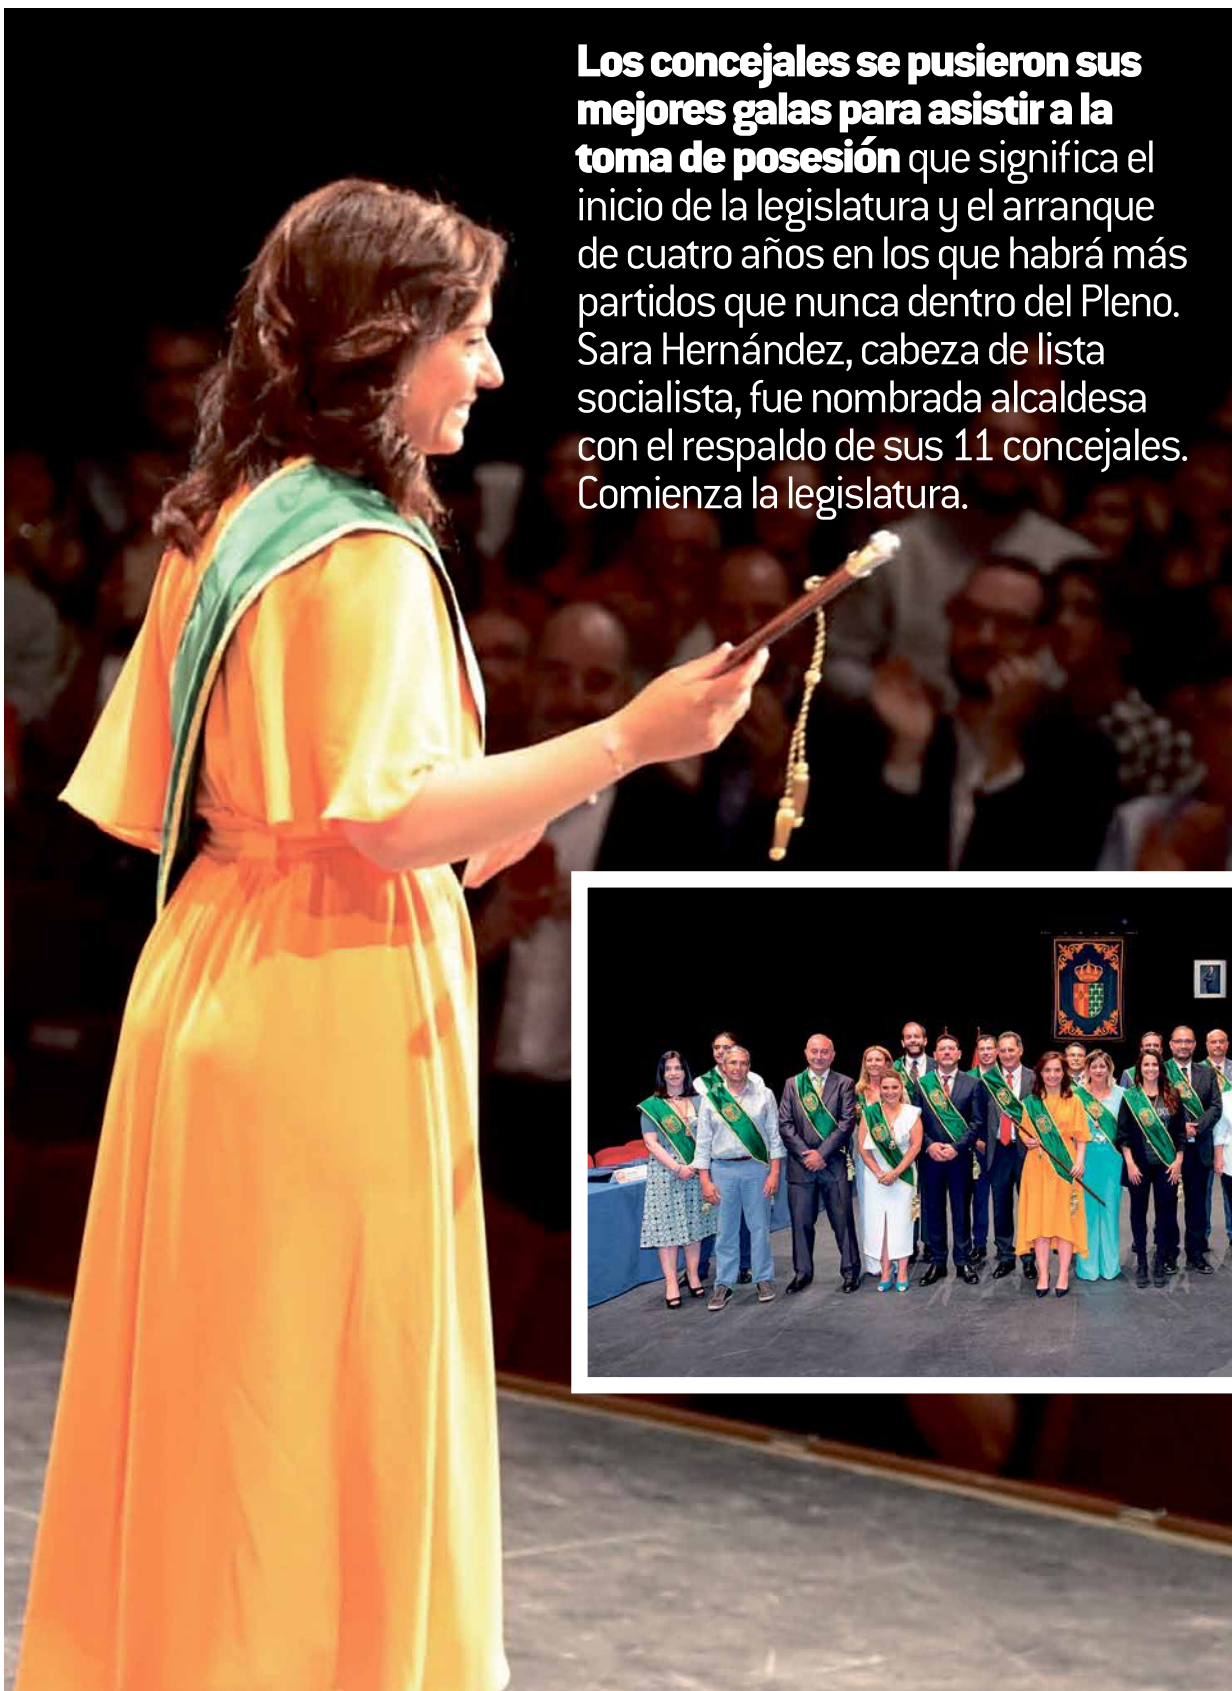 Los concejales se pusieron sus
mejores galas para asistir a la
toma de posesión que significa el
inicio de la legislatura y el arranque
de cuatro años en los que habrá más
partidos que nunca dentro del Pleno.
Sara Hernández, cabeza de lista
socialista, fue nombrada alcaldesa
con el respaldo de sus 11 concejales.
Comienza la legislatura.